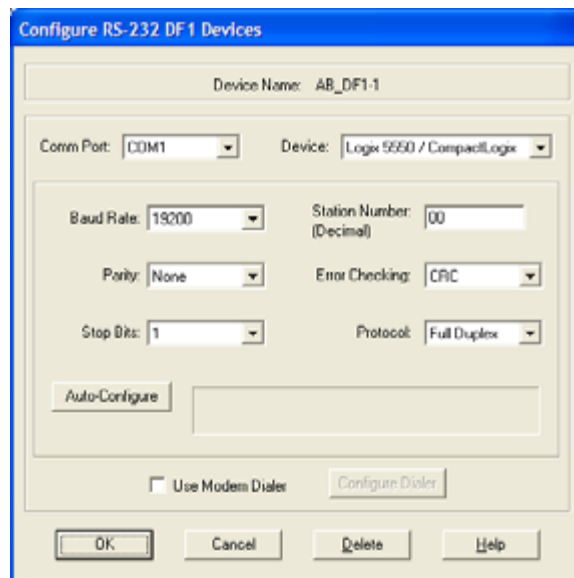 Configure RS-232 DF1 Devices
Device Name: AB_DF1-1
Comm Port: COM1 Device: Logix 5550 / CompactLogix
Baud Rate: 19200 Station Number: 00
(Decimal)
Parity: None Error Checking: CRC
Stop Bits: 1 Protocol: Full Duplex
Auto-Configure
Use Modem Dialer Configure Dialer
OK Cancel Delete Help